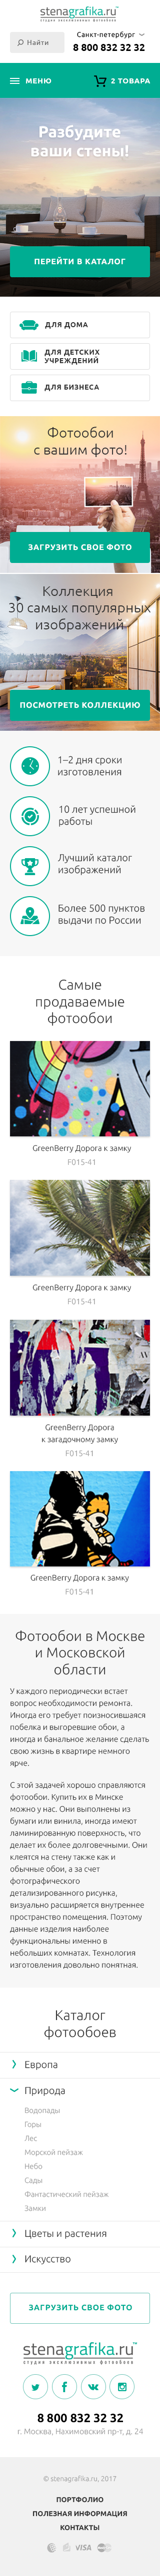 stenagrafika.ru
студия дизайна интерьеров
Найти
Санкт-петербург
8 800 832 32 32
МЕНЮ
2 ТОВАРА
Разбудите
ваши стены!
ПЕРЕЙТИ В КАТАЛОГ
ДЛЯ ДОМА
ДЛЯ ДЕТСКИХ
УЧРЕЖДЕНИЙ
ДЛЯ БИЗНЕСА
Фотообои
с вашим фото!
ЗАГРУЗИТЬ СВОЕ ФОТО
Коллекция
30 самых популярных
изображений
ПОСМОТРЕТЬ КОЛЛЕКЦИЮ
1–2 дня сроки
изготовления
10 лет успешной
работы
Лучший каталог
изображений
Более 500 пунктов
выдачи по России
Самые
продаваемые
фотообои
GreenBerry Дорога к замку
F015-41
GreenBerry Дорога к замку
F015-41
GreenBerry Дорога
к загадочному замку
F015-41
GreenBerry Дорога к замку
F015-41
Фотообои в Москве
и Московской
области
У каждого периодически встает
вопрос необходимости ремонта.
Иногда его требует поизносившаяся
побелка и выгоревшие обои, а
иногда и банальное желание сделать
свою жизнь в квартире немного
ярче.
С этой задачей хорошо справляются
фотообои. Купить их в Минске
можно у нас. Они выполнены из
бумаги или винила, иногда имеют
ламинированную поверхность, что
делает их более долговечными. Они
клеятся на стену также как и
обычные обои, а за счет
фотографического
детализированного рисунка,
визуально расширяется внутреннее
пространство помещения. Поэтому
данные изделия наиболее
функциональны именно в
небольших комнатах. Технология
изготовления довольно понятная.
Каталог
фотообоев
Европа
Природа
Водопады
Горы
Лес
Морской пейзаж
Небо
Сады
Фантастический пейзаж
Замки
Цветы и растения
Искусство
ЗАГРУЗИТЬ СВОЕ ФОТО
stenagrafika.ru
студия дизайна интерьеров
8 800 832 32 32
г. Москва, Нахимовский пр-т, д. 24
© stenagrafika.ru, 2017
ПОРТФОЛИО
ПОЛЕЗНАЯ ИНФОРМАЦИЯ
КОНТАКТЫ
VISA